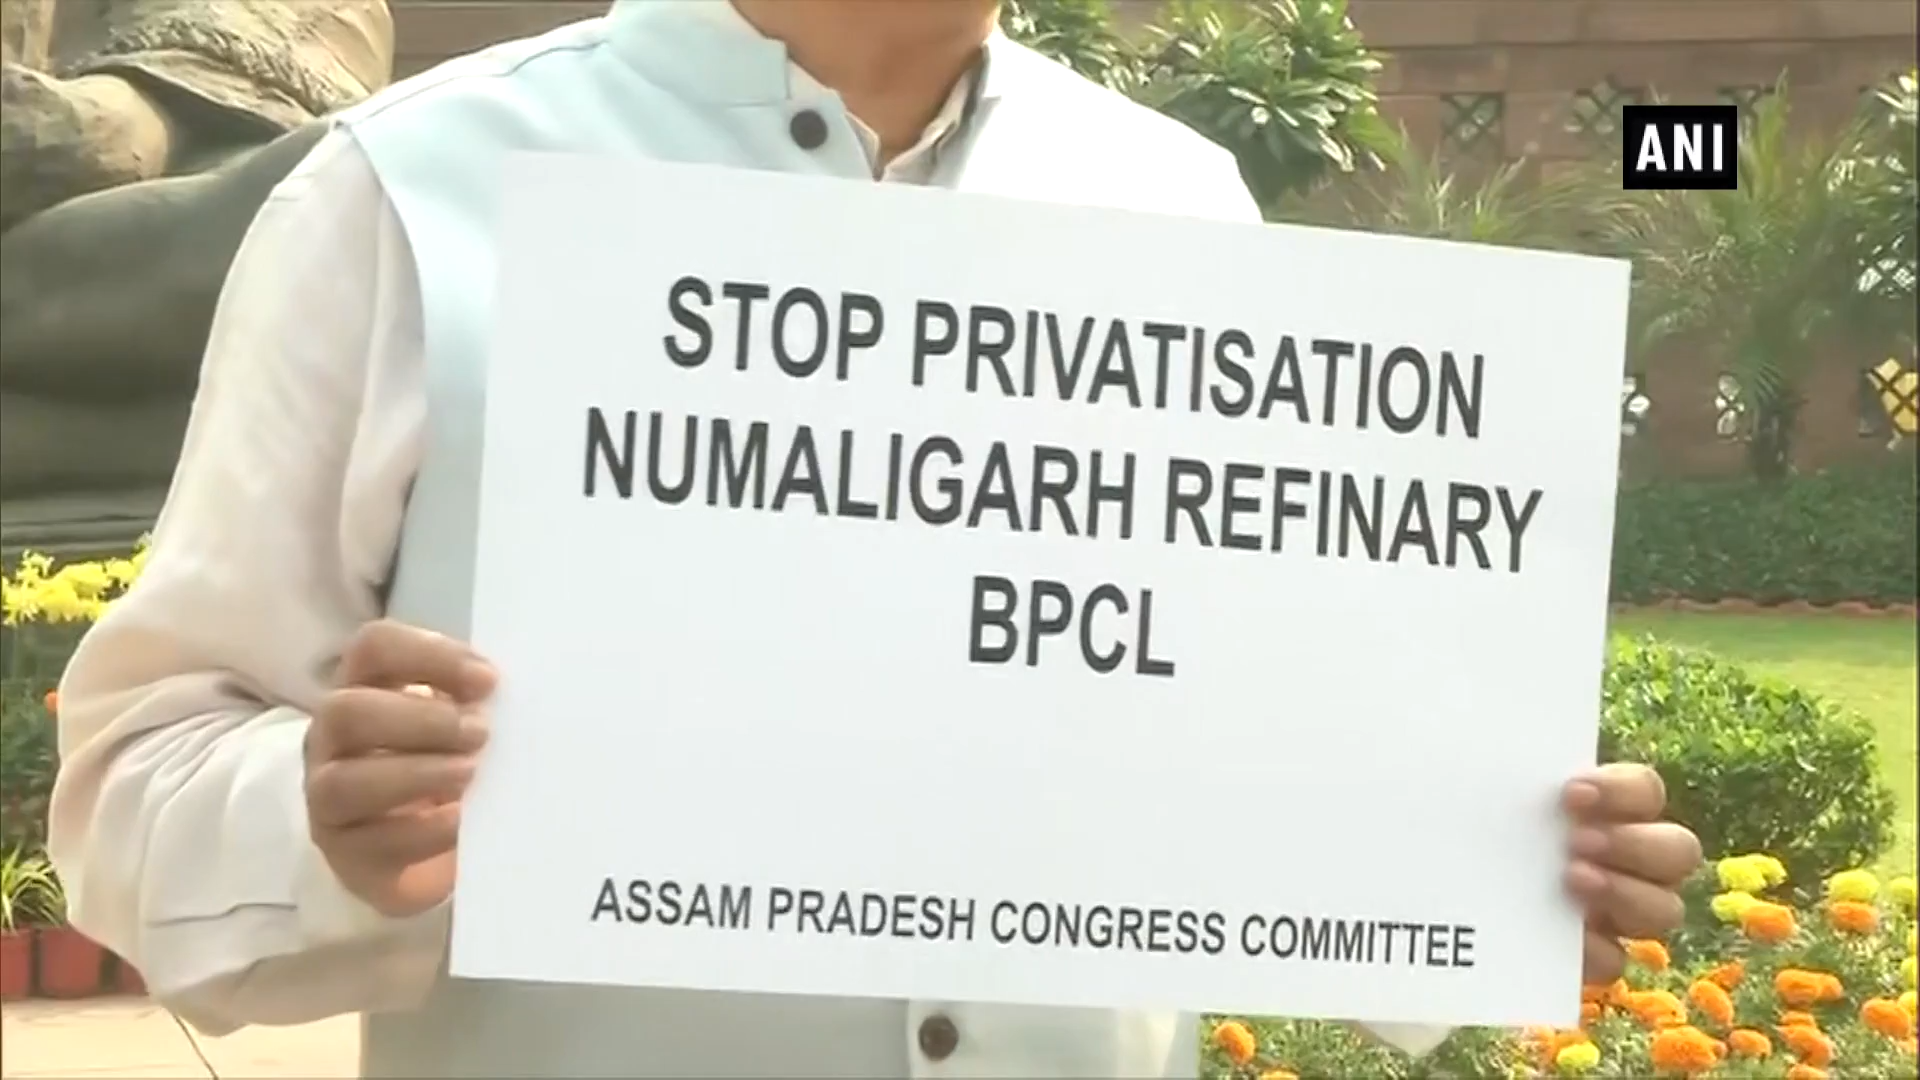 ANI
STOP PRIVATISATION
NUMALIGARH REFINARY
BPCL
ASSAM PRADESH CONGRESS COMMITTEE